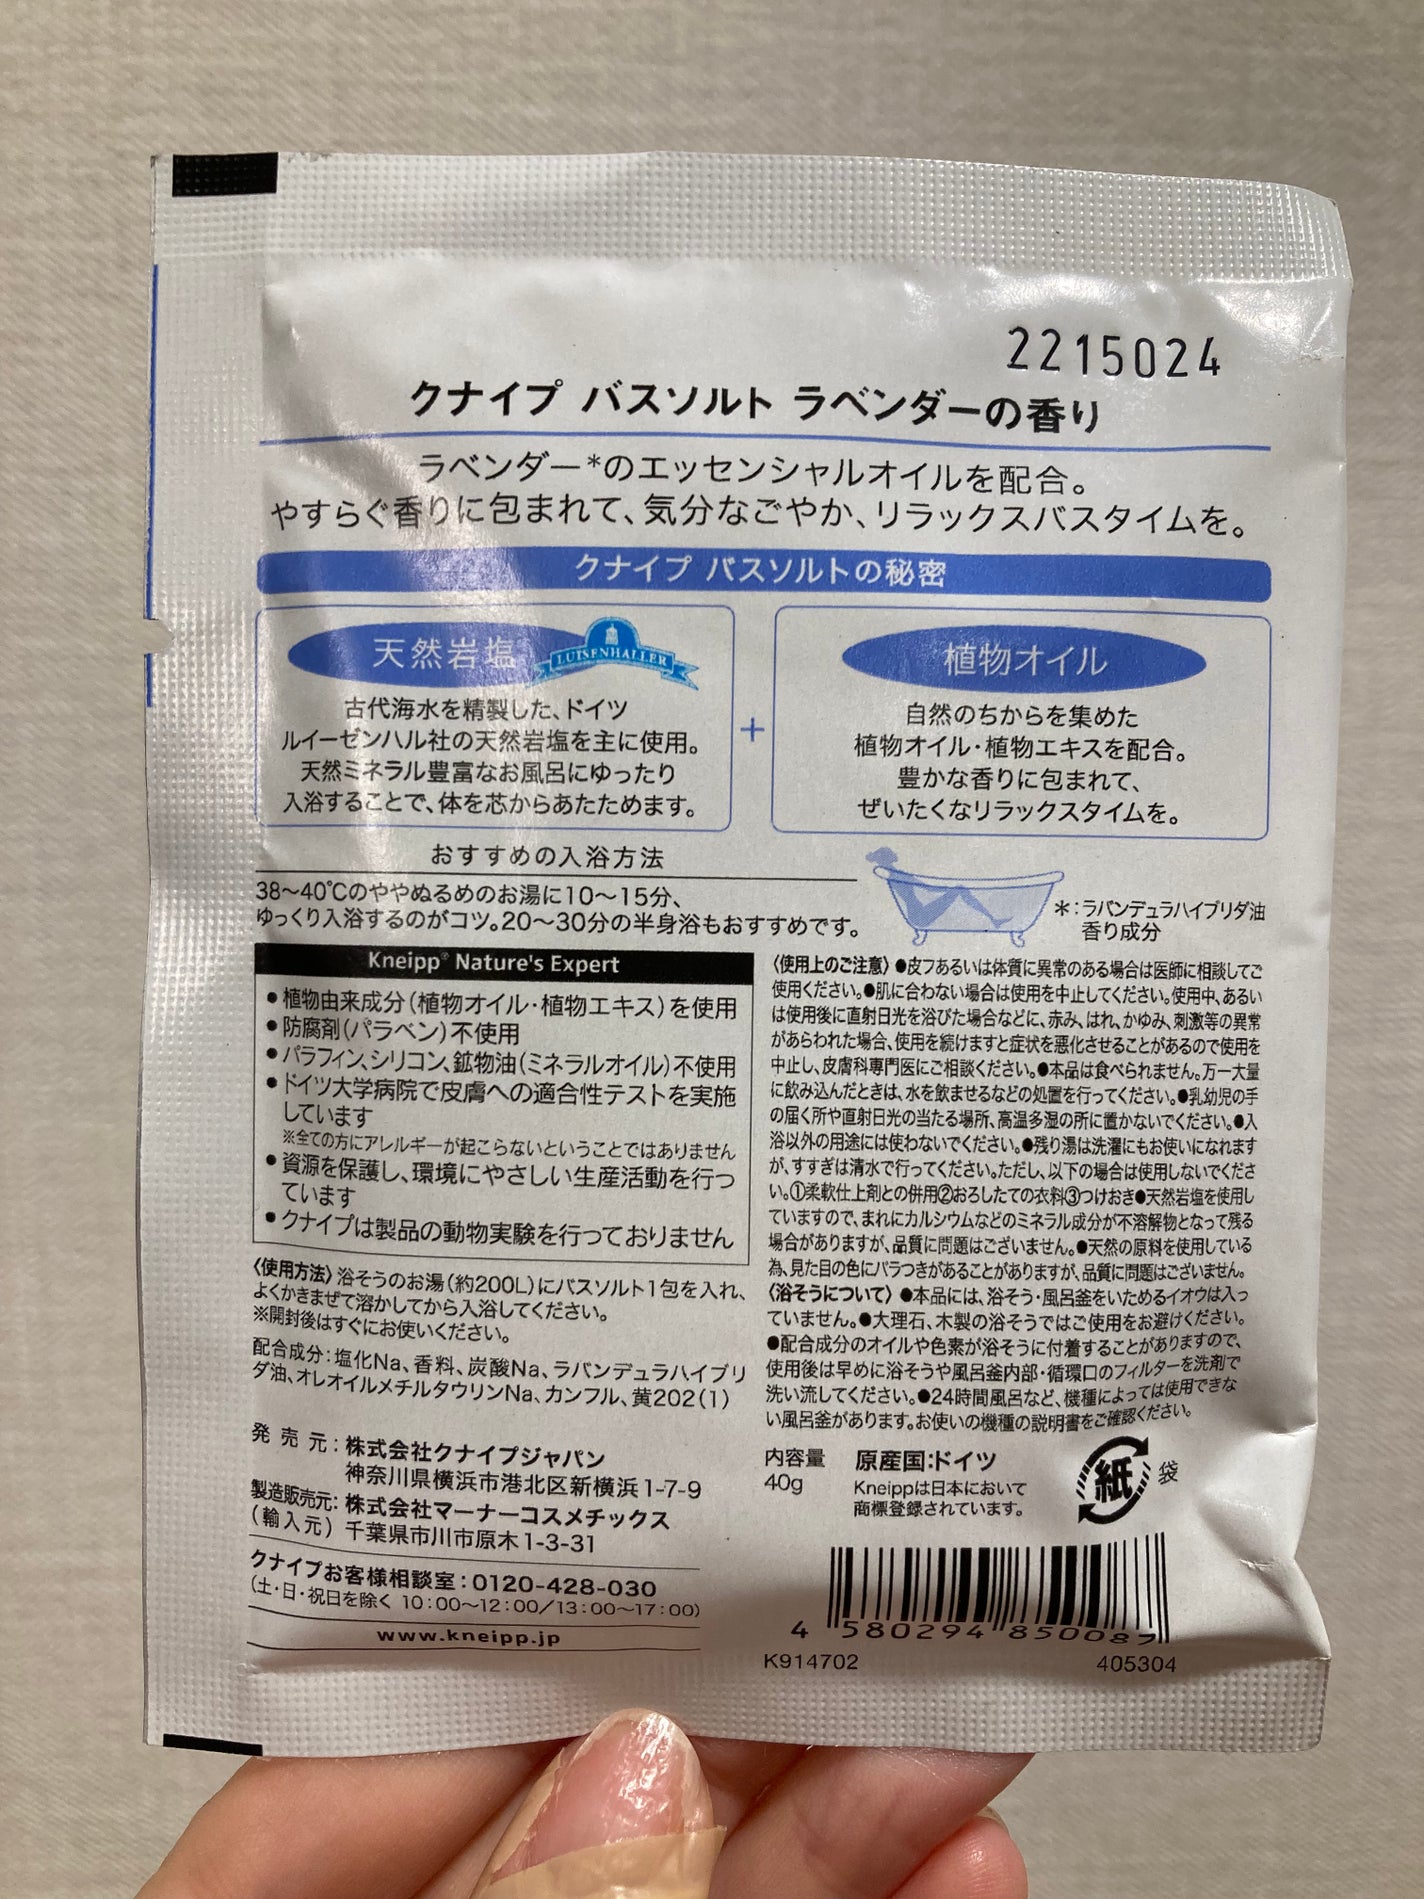 2215024
クナイプ バスソルト ラベンダーの香り
ラベンダー*のエッセンシャルオイルを配合。
やすらぐ香りに包まれて、気分なごやか、リラックスバスタイムを。
クナイプ バスソルトの秘密
天然岩塩
LUISENHALLER
古代海水を精製した、ドイツ
ルイーゼンハル社の天然岩塩を主に使用。
天然ミネラル豊富なお風呂にゆったり
入浴することで、体を芯からあたためます。
+
植物オイル
自然のちからを集めた
植物オイル・植物エキスを配合。
豊かな香りに包まれて、
ぜいたくなリラックスタイムを。
おすすめの入浴方法
38〜40℃のややぬるめのお湯に10〜15分、
ゆっくり入浴するのがコツ。20〜30分の半身浴もおすすめです。
*:ラバンデュラハイブリダ油
香り成分
Kneipp® Nature's Expert
●植物由来成分(植物オイル・植物エキス)を使用
●防腐剤(パラベン)不使用
●パラフィン、シリコン、鉱物油(ミネラルオイル)不使用
●ドイツ大学病院で皮膚への適合性テストを実施
しています
※全ての方にアレルギーが起こらないということではありません
●資源を保護し、環境にやさしい生産活動を行っ
ています
●クナイプは製品の動物実験を行っておりません
〈使用方法〉浴そうのお湯(約200L)にバスソルト1包を入れ、
よくかきまぜて溶かしてから入浴してください。
※開封後はすぐにお使いください。
配合成分:塩化Na、香料、炭酸Na、ラバンデュラハイブリ
ダ油、オレオイルメチルタウリンNa、カンフル、黄202(1)
発売元:株式会社クナイプジャパン
神奈川県横浜市港北区新横浜1-7-9
製造販売元:株式会社マーナーコスメチックス
(輸入元) 千葉県市川市原木1-3-31
クナイプお客様相談室:0120-428-030
(土・日・祝日を除く 10:00〜12:00/13:00〜17:00)
www.kneipp.jp
〈使用上のご注意〉●皮フあるいは体質に異常のある場合は医師に相談してご
使用ください。●肌に合わない場合は使用を中止してください。使用中、あるい
は使用後に直射日光を浴びた場合などに、赤み、はれ、かゆみ、刺激等の異常
があらわれた場合、使用を続けますと症状を悪化させることがあるので使用を
中止し、皮膚科専門医にご相談ください。●本品は食べられません。万一大量
に飲み込んだときは、水を飲ませるなどの処置を行ってください。●乳幼児の手
の届く所や直射日光の当たる場所、高温多湿の所に置かないでください。●入
浴以外の用途には使わないでください。●残り湯は洗濯にもお使いになれます
が、すすぎは清水で行ってください。ただし、以下の場合は使用しないでくださ
い。①柔軟仕上剤との併用②おろしたての衣料③つけおき●天然岩塩を使用し
ていますので、まれにカルシウムなどのミネラル成分が不溶解物となって残る
場合がありますが、品質に問題はございません。●天然の原料を使用している
為、見た目の色にバラつきがあることがありますが、品質に問題はございません。
〈浴そうについて〉●本品には、浴そう・風呂釜をいためるイオウは入っ
ていません。●大理石、木製の浴そうではご使用をお避けください。
●配合成分のオイルや色素が浴そうに付着することがありますので、
使用後は早めに浴そうや風呂釜内部・循環口のフィルターを洗剤で
洗い流してください。●24時間風呂など、機種によっては使用できな
い風呂釜があります。お使いの機種の説明書をご確認ください。
内容量
40g
原産国:ドイツ
Kneippは日本において
商標登録されています。
紙
袋
4 580294 850087
K914702
405304